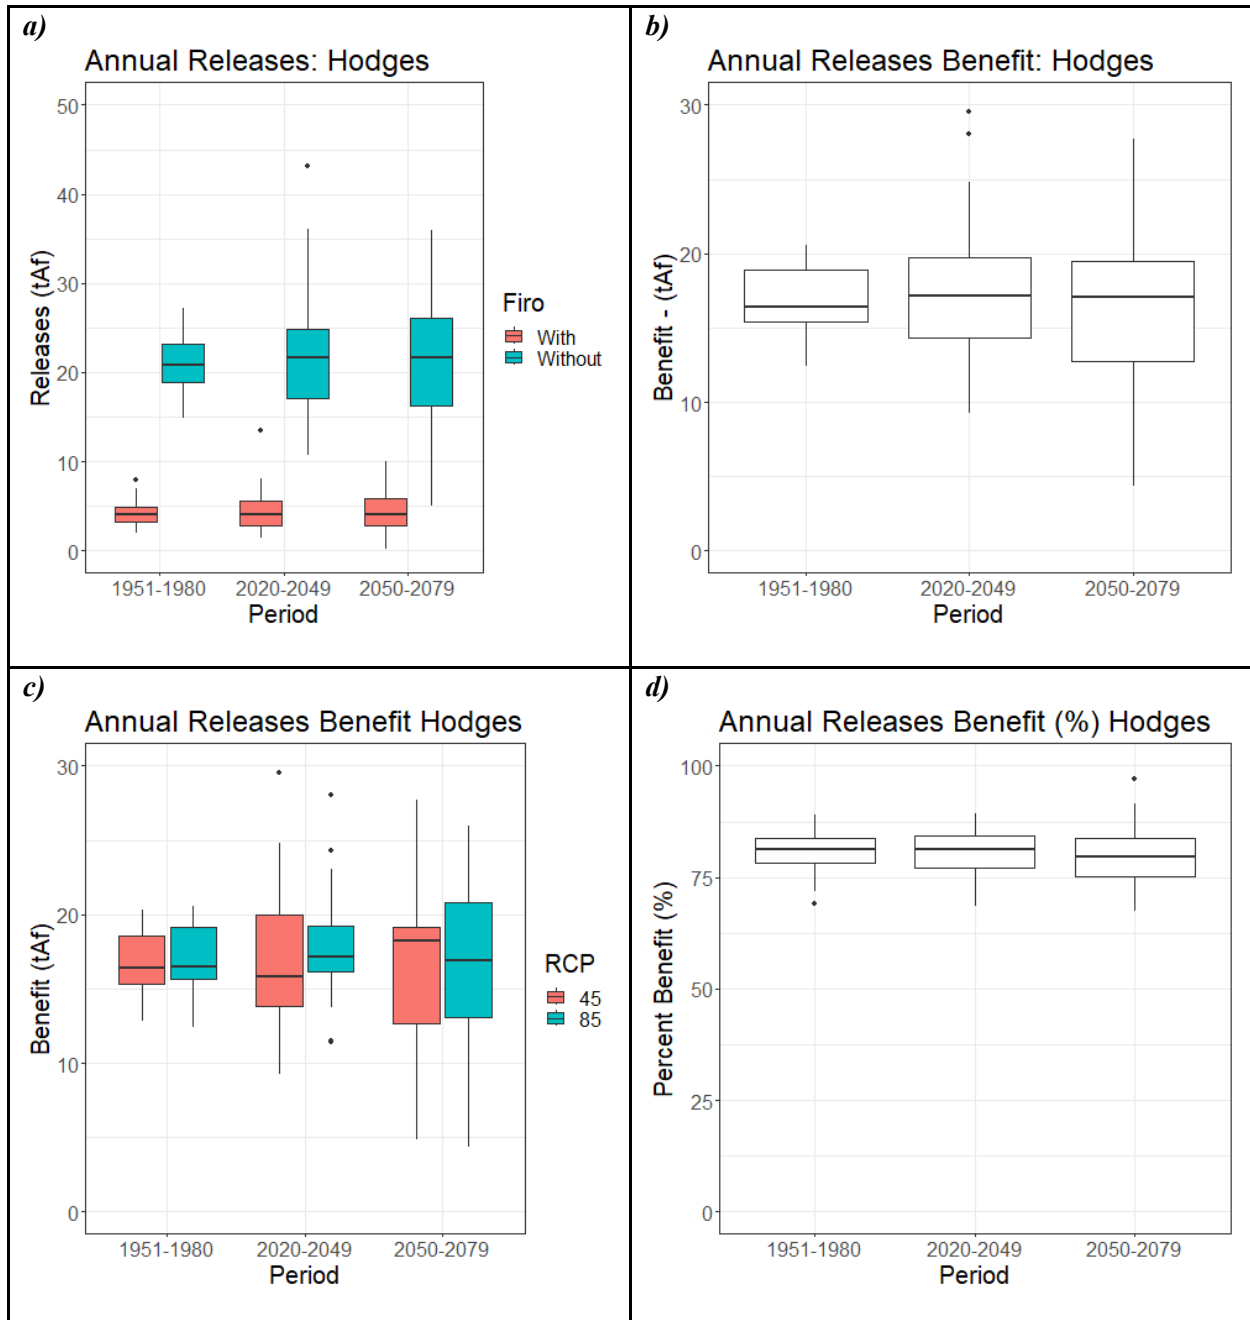 a)
Annual Releases: Hodges
50
40
30
20
10
0
Releases (tAf)
1951-1980 2020-2049 2050-2079
Period
Firo
With
Without
b)
Annual Releases Benefit: Hodges
30
20
10
0
Benefit - (tAf)
1951-1980 2020-2049 2050-2079
Period
c)
Annual Releases Benefit Hodges
30
20
10
0
Benefit (tAf)
1951-1980 2020-2049 2050-2079
Period
RCP
45
85
d)
Annual Releases Benefit (%) Hodges
100
75
50
25
0
Percent Benefit (%)
1951-1980 2020-2049 2050-2079
Period